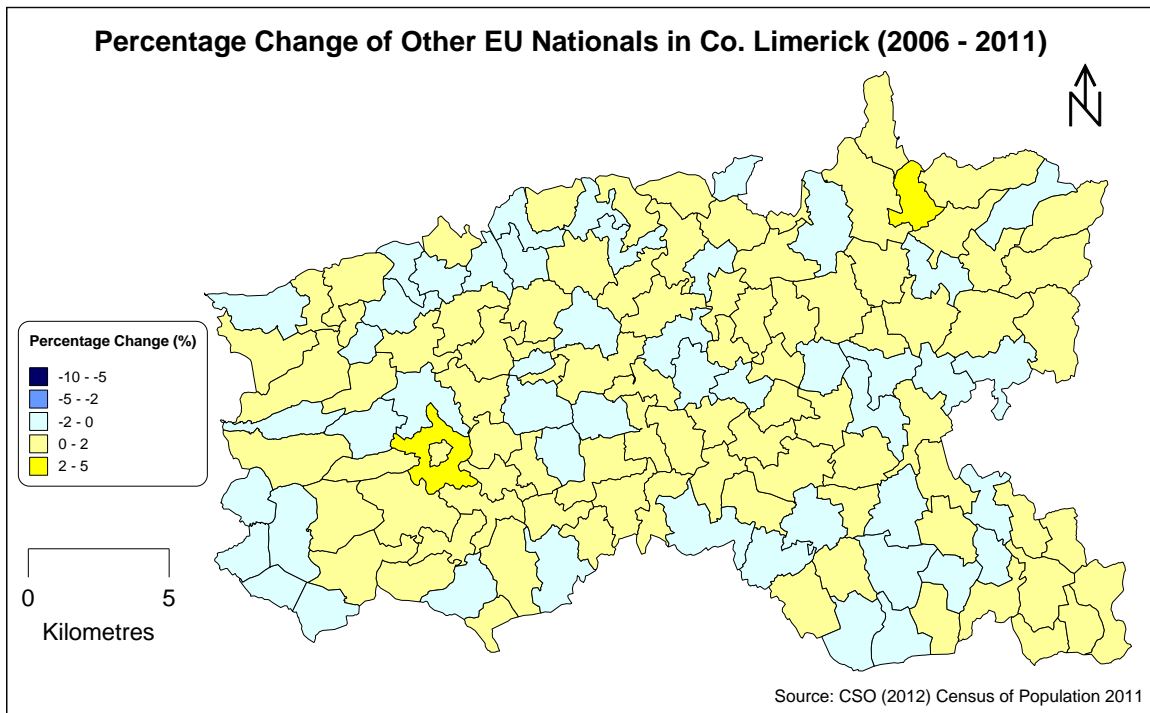 Percentage Change of Other EU Nationals in Co. Limerick (2006 - 2011)
N
Percentage Change (%)
-10 - -5
-5 - -2
-2 - 0
0 - 2
2 - 5
0 5
Kilometres
Source: CSO (2012) Census of Population 2011